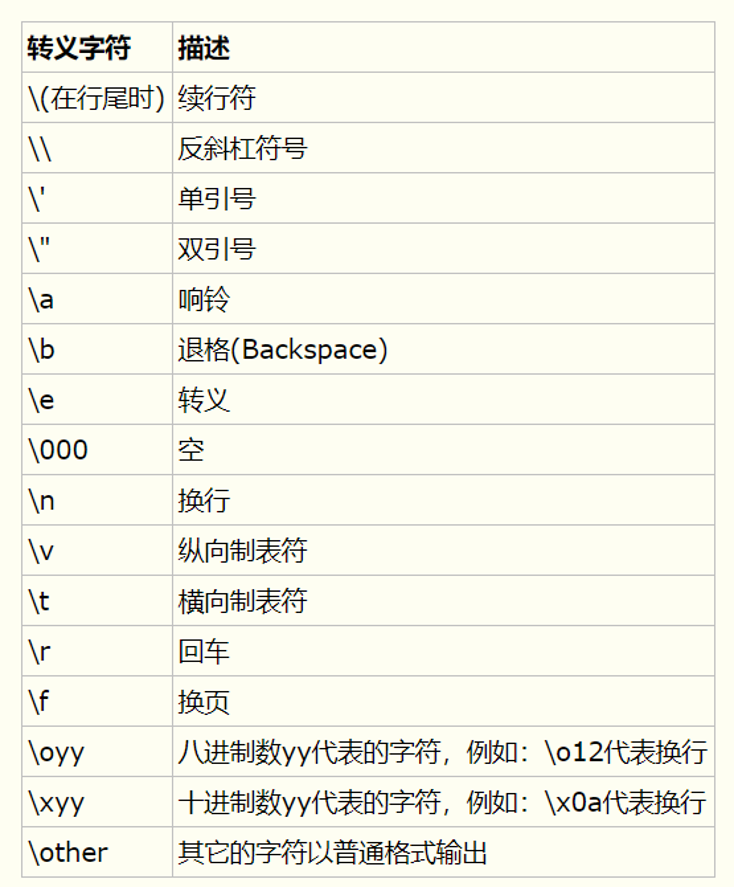 转义字符 描述
\(在行尾时) 续行符
\\ 反斜杠符号
\' 单引号
\" 双引号
\a 响铃
\b 退格(Backspace)
\e 转义
\000 空
\n 换行
\v 纵向制表符
\t 横向制表符
\r 回车
\f 换页
\oyy 八进制数yy代表的字符，例如：\o12代表换行
\xyy 十进制数yy代表的字符，例如：\x0a代表换行
\other 其它的字符以普通格式输出